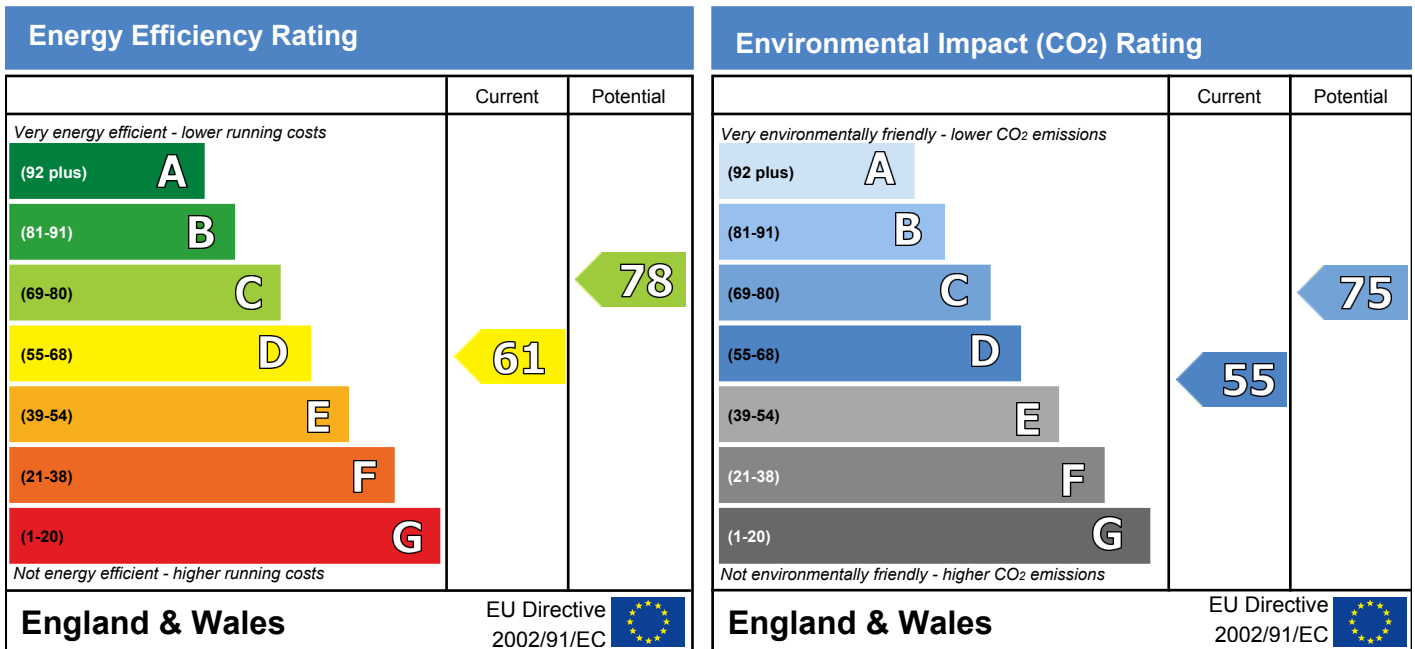 Energy Efficiency Rating
Current Potential
Very energy efficient - lower running costs
(92 plus) A
(81-91) B
(69-80) C
78
(55-68) D
61
(39-54) E
(21-38) F
(1-20) G
Not energy efficient - higher running costs
England & Wales
EU Directive
2002/91/EC
Environmental Impact (CO2) Rating
Current Potential
Very environmentally friendly - lower CO2 emissions
(92 plus) A
(81-91) B
(69-80) C
75
(55-68) D
55
(39-54) E
(21-38) F
(1-20) G
Not environmentally friendly - higher CO2 emissions
England & Wales
EU Directive
2002/91/EC